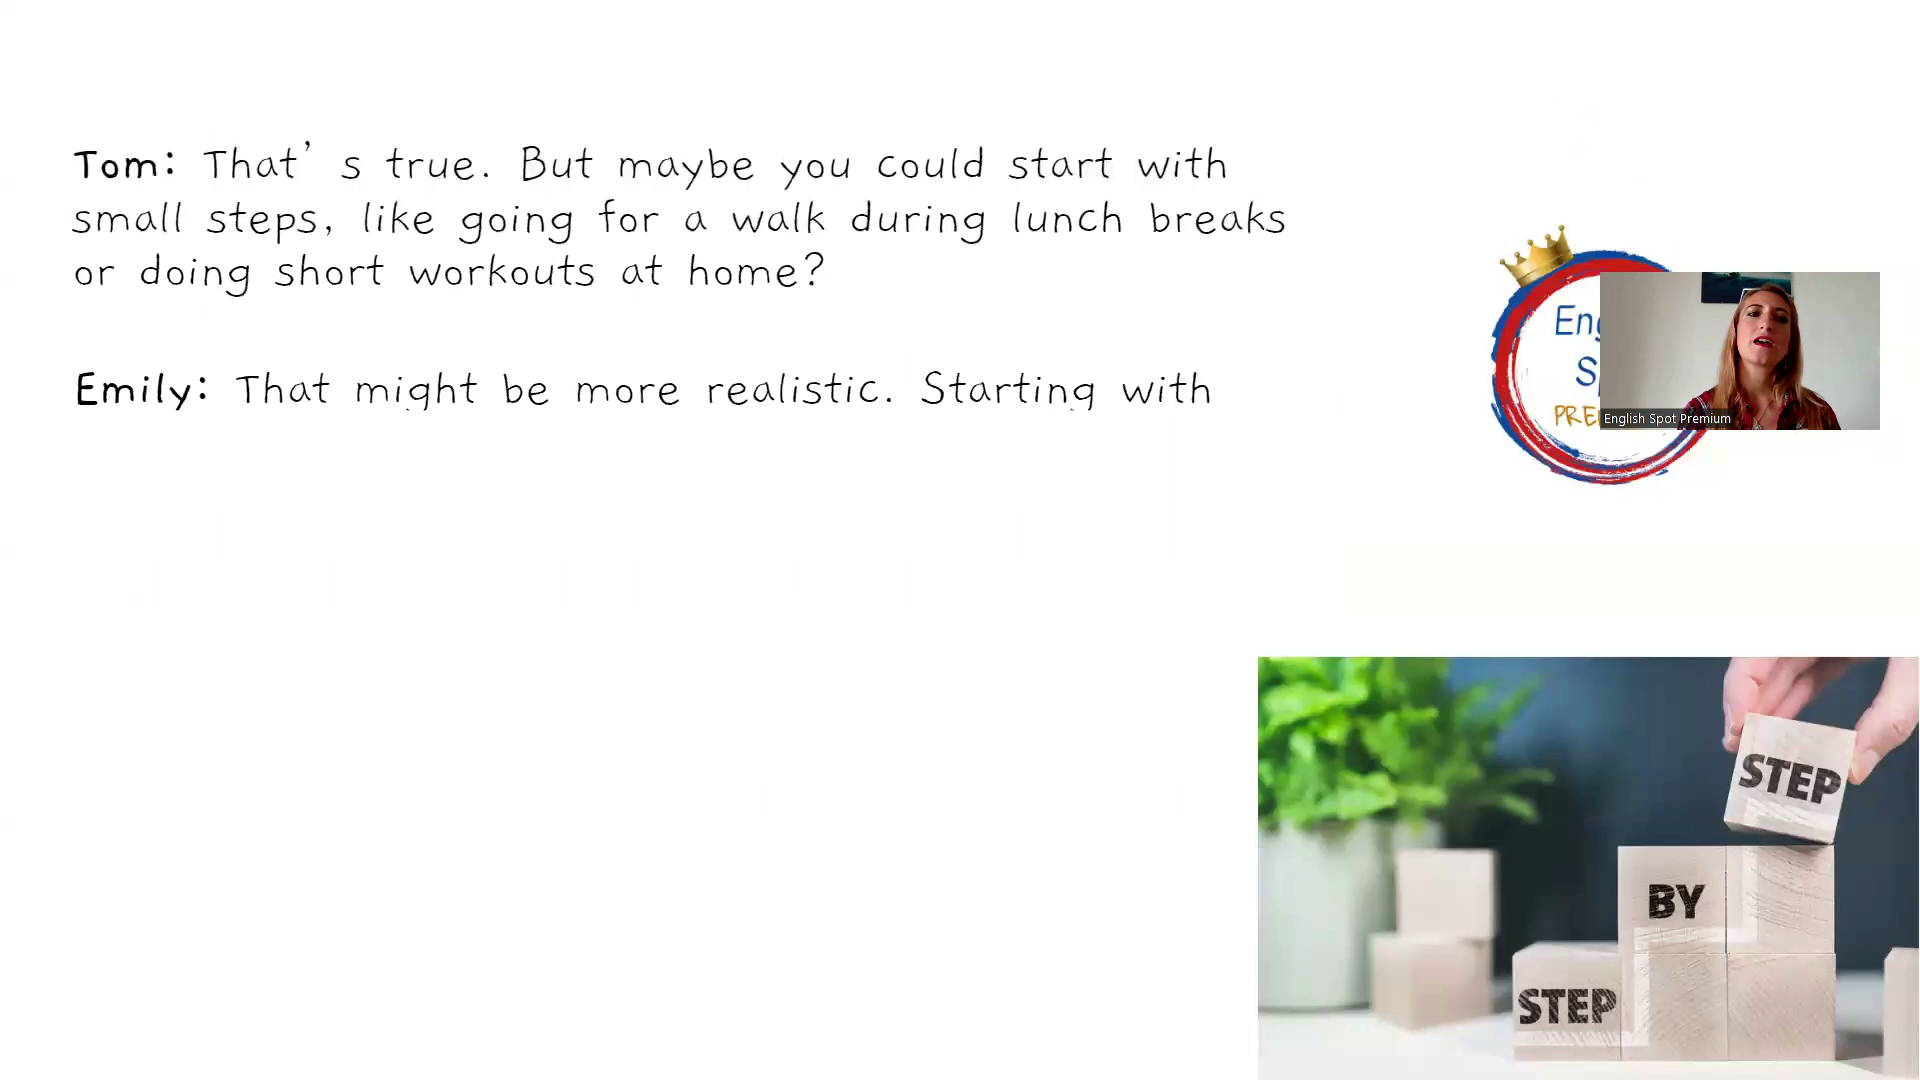 Tom: That's true. But maybe you could start with
small steps, like going for a walk during lunch breaks
or doing short workouts at home?
Emily: That might be more realistic. Starting with
English Spot Premium
STEP
BY
STEP